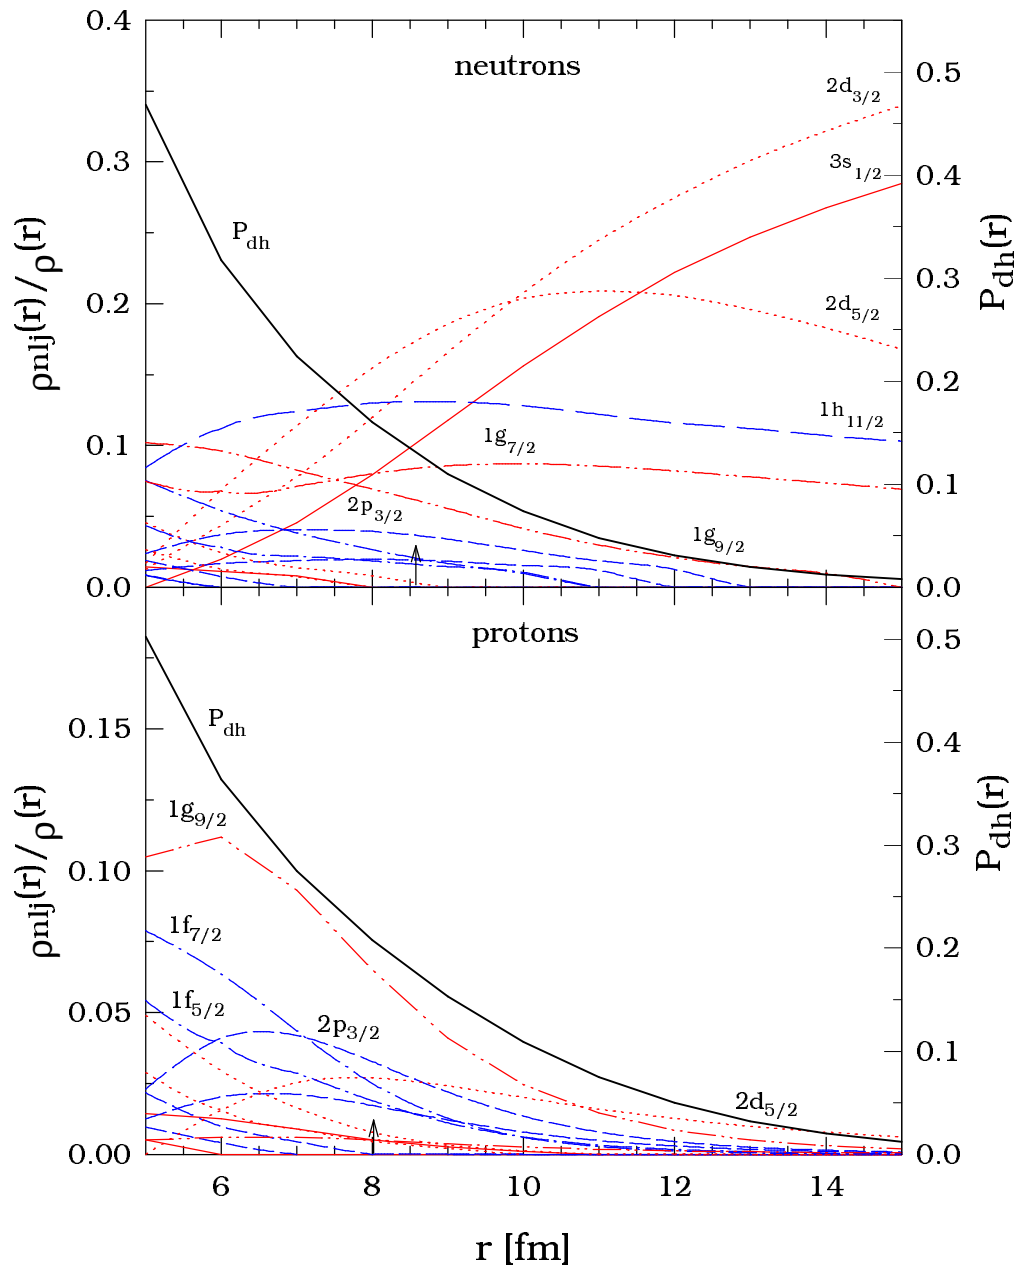 0.4
neutrons
0.5
2d3/2
0.3
3s1/2
0.4
Pdh
ρnlj(r)/ρ(r)
Pdh(r)
0.3
0.2
2d5/2
0.2
1h11/2
0.1
1g7/2
0.1
2p3/2
1g9/2
0.0
0.0
protons
0.5
Pdh
0.15
0.4
1g9/2
ρnlj(r)/ρ(r)
Pdh(r)
0.10
0.3
1f7/2
0.2
1f5/2
0.05
2p3/2
0.1
2d5/2
0.00
0.0
6 8 10 12 14
r [fm]